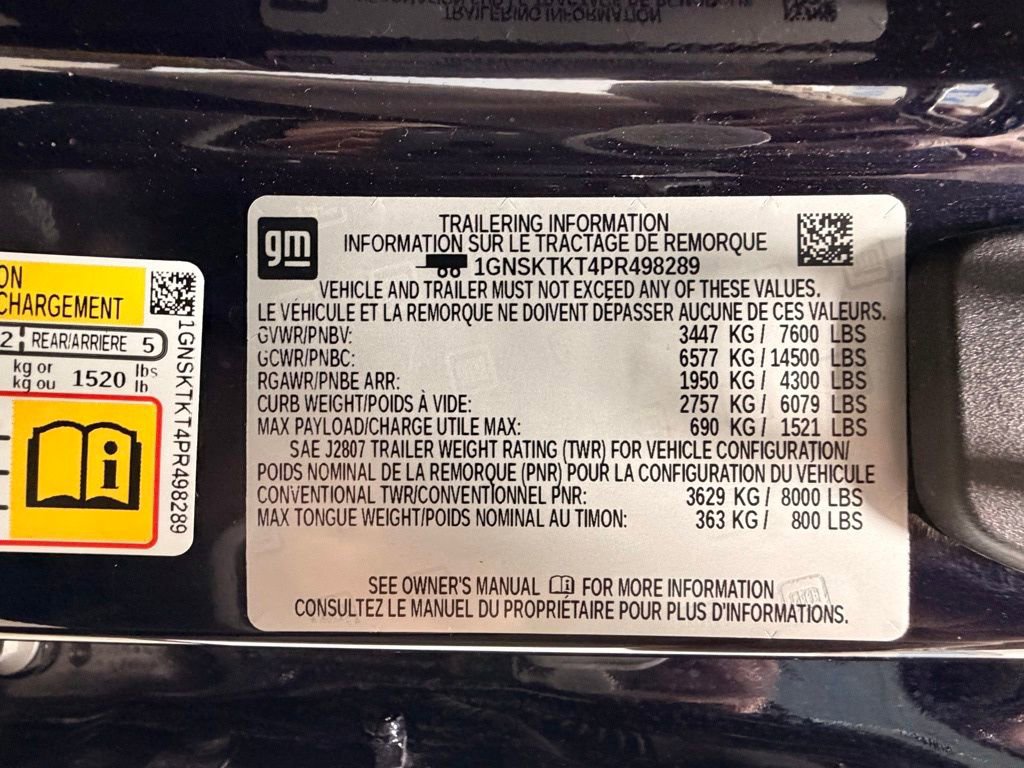 TRAILERING INFORMATION
gm
TRAILERING INFORMATION
INFORMATION SUR LE TRACTAGE DE REMORQUE
1GNSKTKT4PR498289
VEHICLE AND TRAILER MUST NOT EXCEED ANY OF THESE VALUES.
LE VÉHICULE ET LA REMORQUE NE DOIVENT DÉPASSER AUCUNE DE CES VALEURS.
GVWR/PNBV: 3447 KG / 7600 LBS
GCWR/PNBC: 6577 KG / 14500 LBS
RGAWR/PNBE ARR: 1950 KG / 4300 LBS
CURB WEIGHT/POIDS À VIDE: 2757 KG / 6079 LBS
MAX PAYLOAD/CHARGE UTILE MAX: 690 KG / 1521 LBS
SAE J2807 TRAILER WEIGHT RATING (TWR) FOR VEHICLE CONFIGURATION/
POIDS NOMINAL DE LA REMORQUE (PNR) POUR LA CONFIGURATION DU VÉHICULE
CONVENTIONAL TWR/CONVENTIONNEL PNR: 3629 KG / 8000 LBS
MAX TONGUE WEIGHT/POIDS NOMINAL AU TIMON: 363 KG / 800 LBS
SEE OWNER'S MANUAL FOR MORE INFORMATION
CONSULTEZ LE MANUEL DU PROPRIÉTAIRE POUR PLUS D'INFORMATIONS.
ON
CHARGEMENT
2 REAR/ARRIERE 5
kg or 1520 lbs
kg ou lb
1GNSKTKT4PR498289